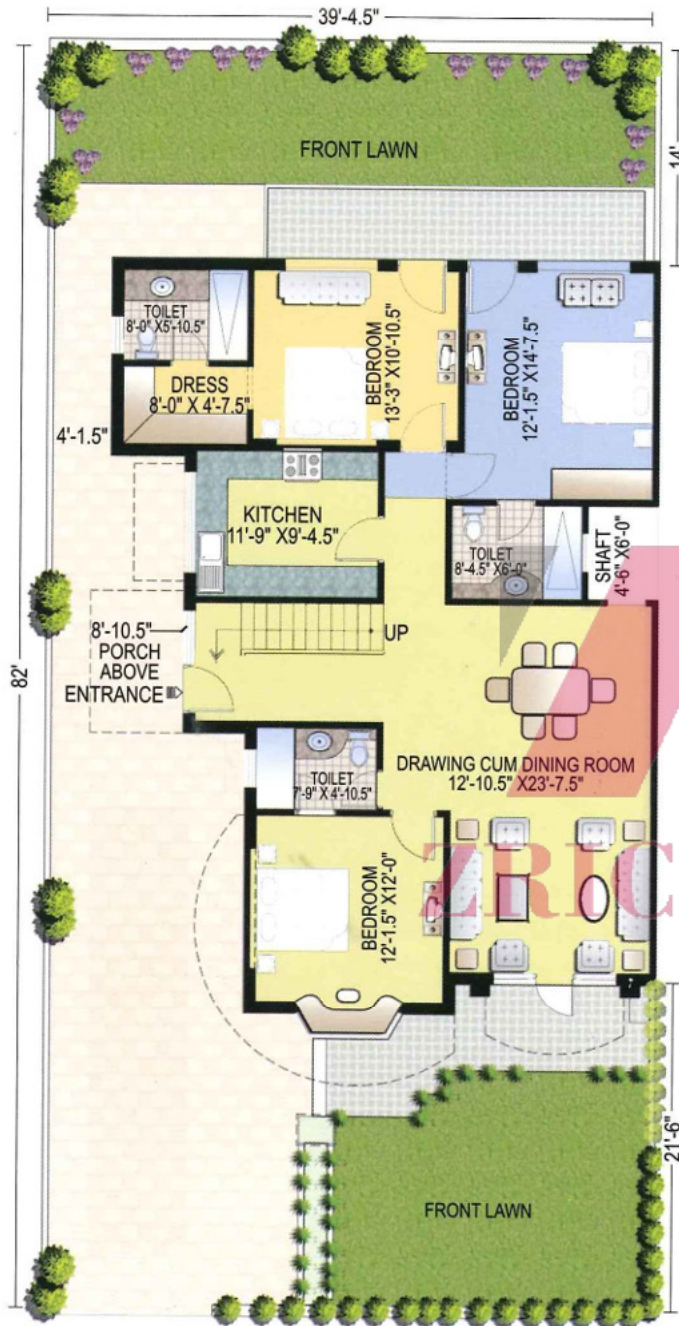 39'-4.5"
82'
14'
FRONT LAWN
TOILET
8'-0" X5'-10.5"
DRESS
8'-0" X 4'-7.5"
BEDROOM
13'-3" X10'-10.5"
BEDROOM
12'-1.5" X14'-7.5"
4'-1.5"
KITCHEN
11'-9" X9'-4.5"
TOILET
8'-4.5" X6'-0"
SHAFT
4'-6" X6'-0"
8'-10.5"
PORCH
ABOVE
ENTRANCE
UP
TOILET
7'-9" X 4'-10.5"
DRAWING CUM DINING ROOM
12'-10.5" X23'-7.5"
BEDROOM
12'-1.5" X12'-0"
ZRIC
21'-6"
FRONT LAWN